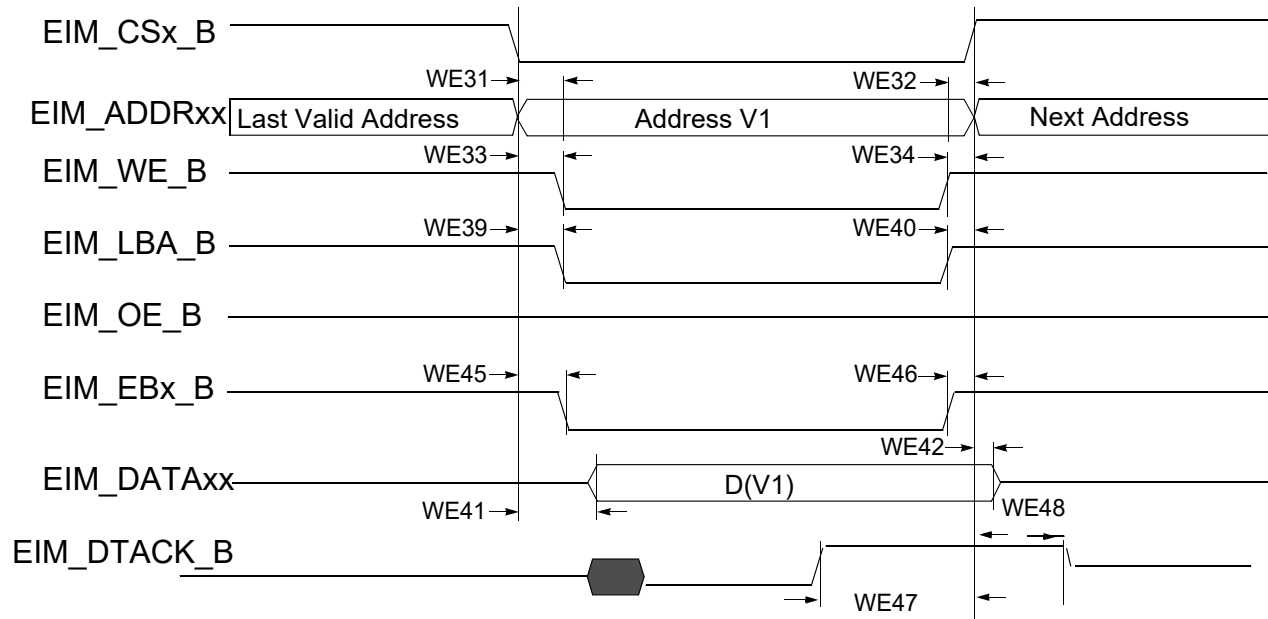 EIM_CSx_B
WE31 WE32
EIM_ADDRxx Last Valid Address Address V1 Next Address
WE33 WE34
EIM_WE_B
WE39 WE40
EIM_LBA_B
EIM_OE_B
WE45 WE46
EIM_EBx_B
WE42
EIM_DATAxx D(V1)
WE41 WE48
EIM_DTACK_B
WE47